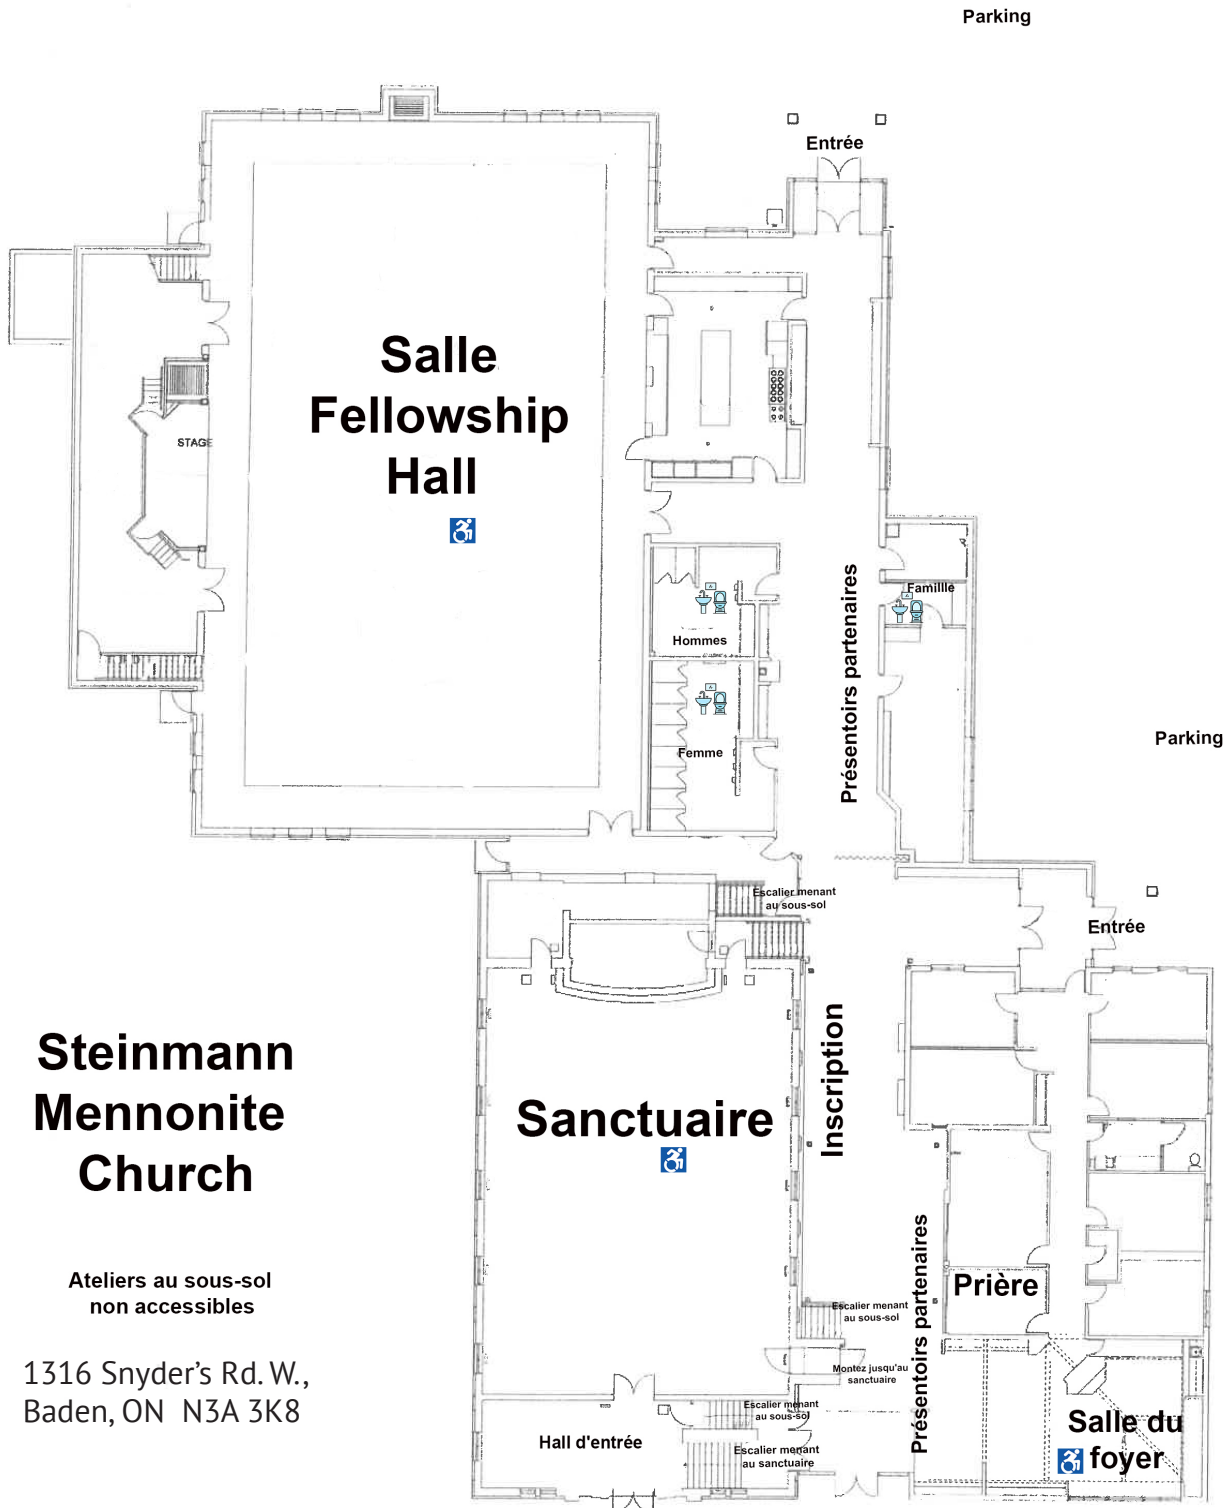 Parking
Entrée
Salle
Fellowship
Hall
STAGE
Présentoirs partenaires
Famillle
Hommes
Femme
Parking
Escalier menant
au sous-sol
Entrée
Steinmann
Mennonite
Church
Sanctuaire
Inscription
Ateliers au sous-sol
non accessibles
Présentoirs partenaires
Prière
Escalier menant
au sous-sol
1316 Snyder's Rd. W.,
Baden, ON N3A 3K8
Montez jusqu'au
sanctuaire
Escalier menant
au sous-sol
Hall d'entrée
Escalier menant
au sanctuaire
Salle du
foyer